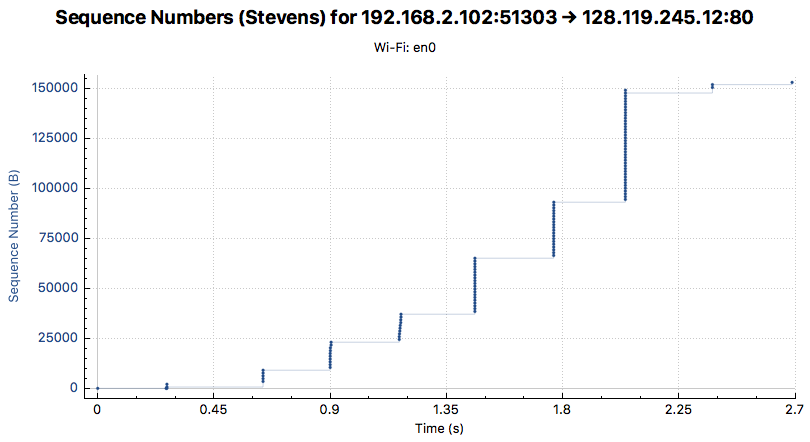 Sequence Numbers (Stevens) for 192.168.2.102:51303 → 128.119.245.12:80
Wi-Fi: en0
150000
125000
100000
75000
50000
25000
0
Sequence Number (B)
0 0.45 0.9 1.35 1.8 2.25 2.7
Time (s)